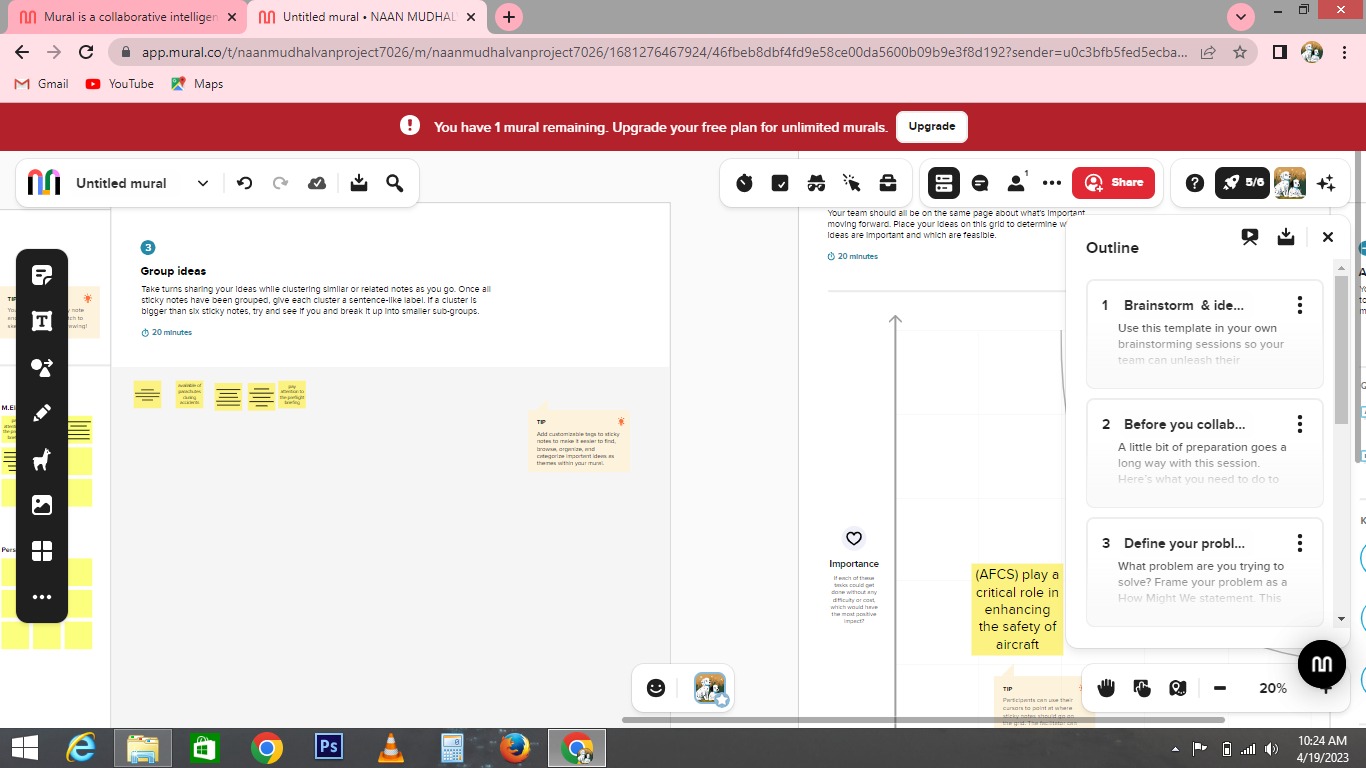 Mural is a collaborative intelligen
Untitled mural • NAAN MUDHAL
app.mural.co/t/naanmudhalvanproject7026/m/naanmudhalvanproject7026/1681276467924/46fbeb8dbf4fd9e58ce00da5600b09b9e3f8d192?sender=u0c3bfb5fed5ecba...
Gmail
YouTube
Maps
You have 1 mural remaining. Upgrade your free plan for unlimited murals.
Upgrade
Untitled mural
1
Share
5/6
3
Group ideas
Take turns sharing your ideas while clustering similar or related notes as you go. Once all
sticky notes have been grouped, give each cluster a sentence-like label. If a cluster is
bigger than six sticky notes, try and see if you and break it up into smaller sub-groups.
20 minutes
available of
parachutes
during
accidents
pay
attention to
the preflight
briefing
TIP
Add customizable tags to sticky
notes to make it easier to find,
browse, organize, and
categorize important ideas as
themes within your mural.
Your team should all be on the same page about what's important
moving forward. Place your ideas on this grid to determine w
ideas are important and which are feasible.
20 minutes
Importance
If each of these
tasks could get
done without any
difficulty or cost,
which would have
the most positive
impact?
(AFCS) play a
critical role in
enhancing
the safety of
aircraft
TIP
Participants can use their
cursors to point at where
sticky notes should go on
the grid. The facilitator can
Outline
1 Brainstorm & ide...
Use this template in your own
brainstorming sessions so your
team can unleash their
2 Before you collab...
A little bit of preparation goes a
long way with this session.
Here's what you need to do to
3 Define your probl...
What problem are you trying to
solve? Frame your problem as a
How Might We statement. This
20%
10:24 AM
4/19/2023